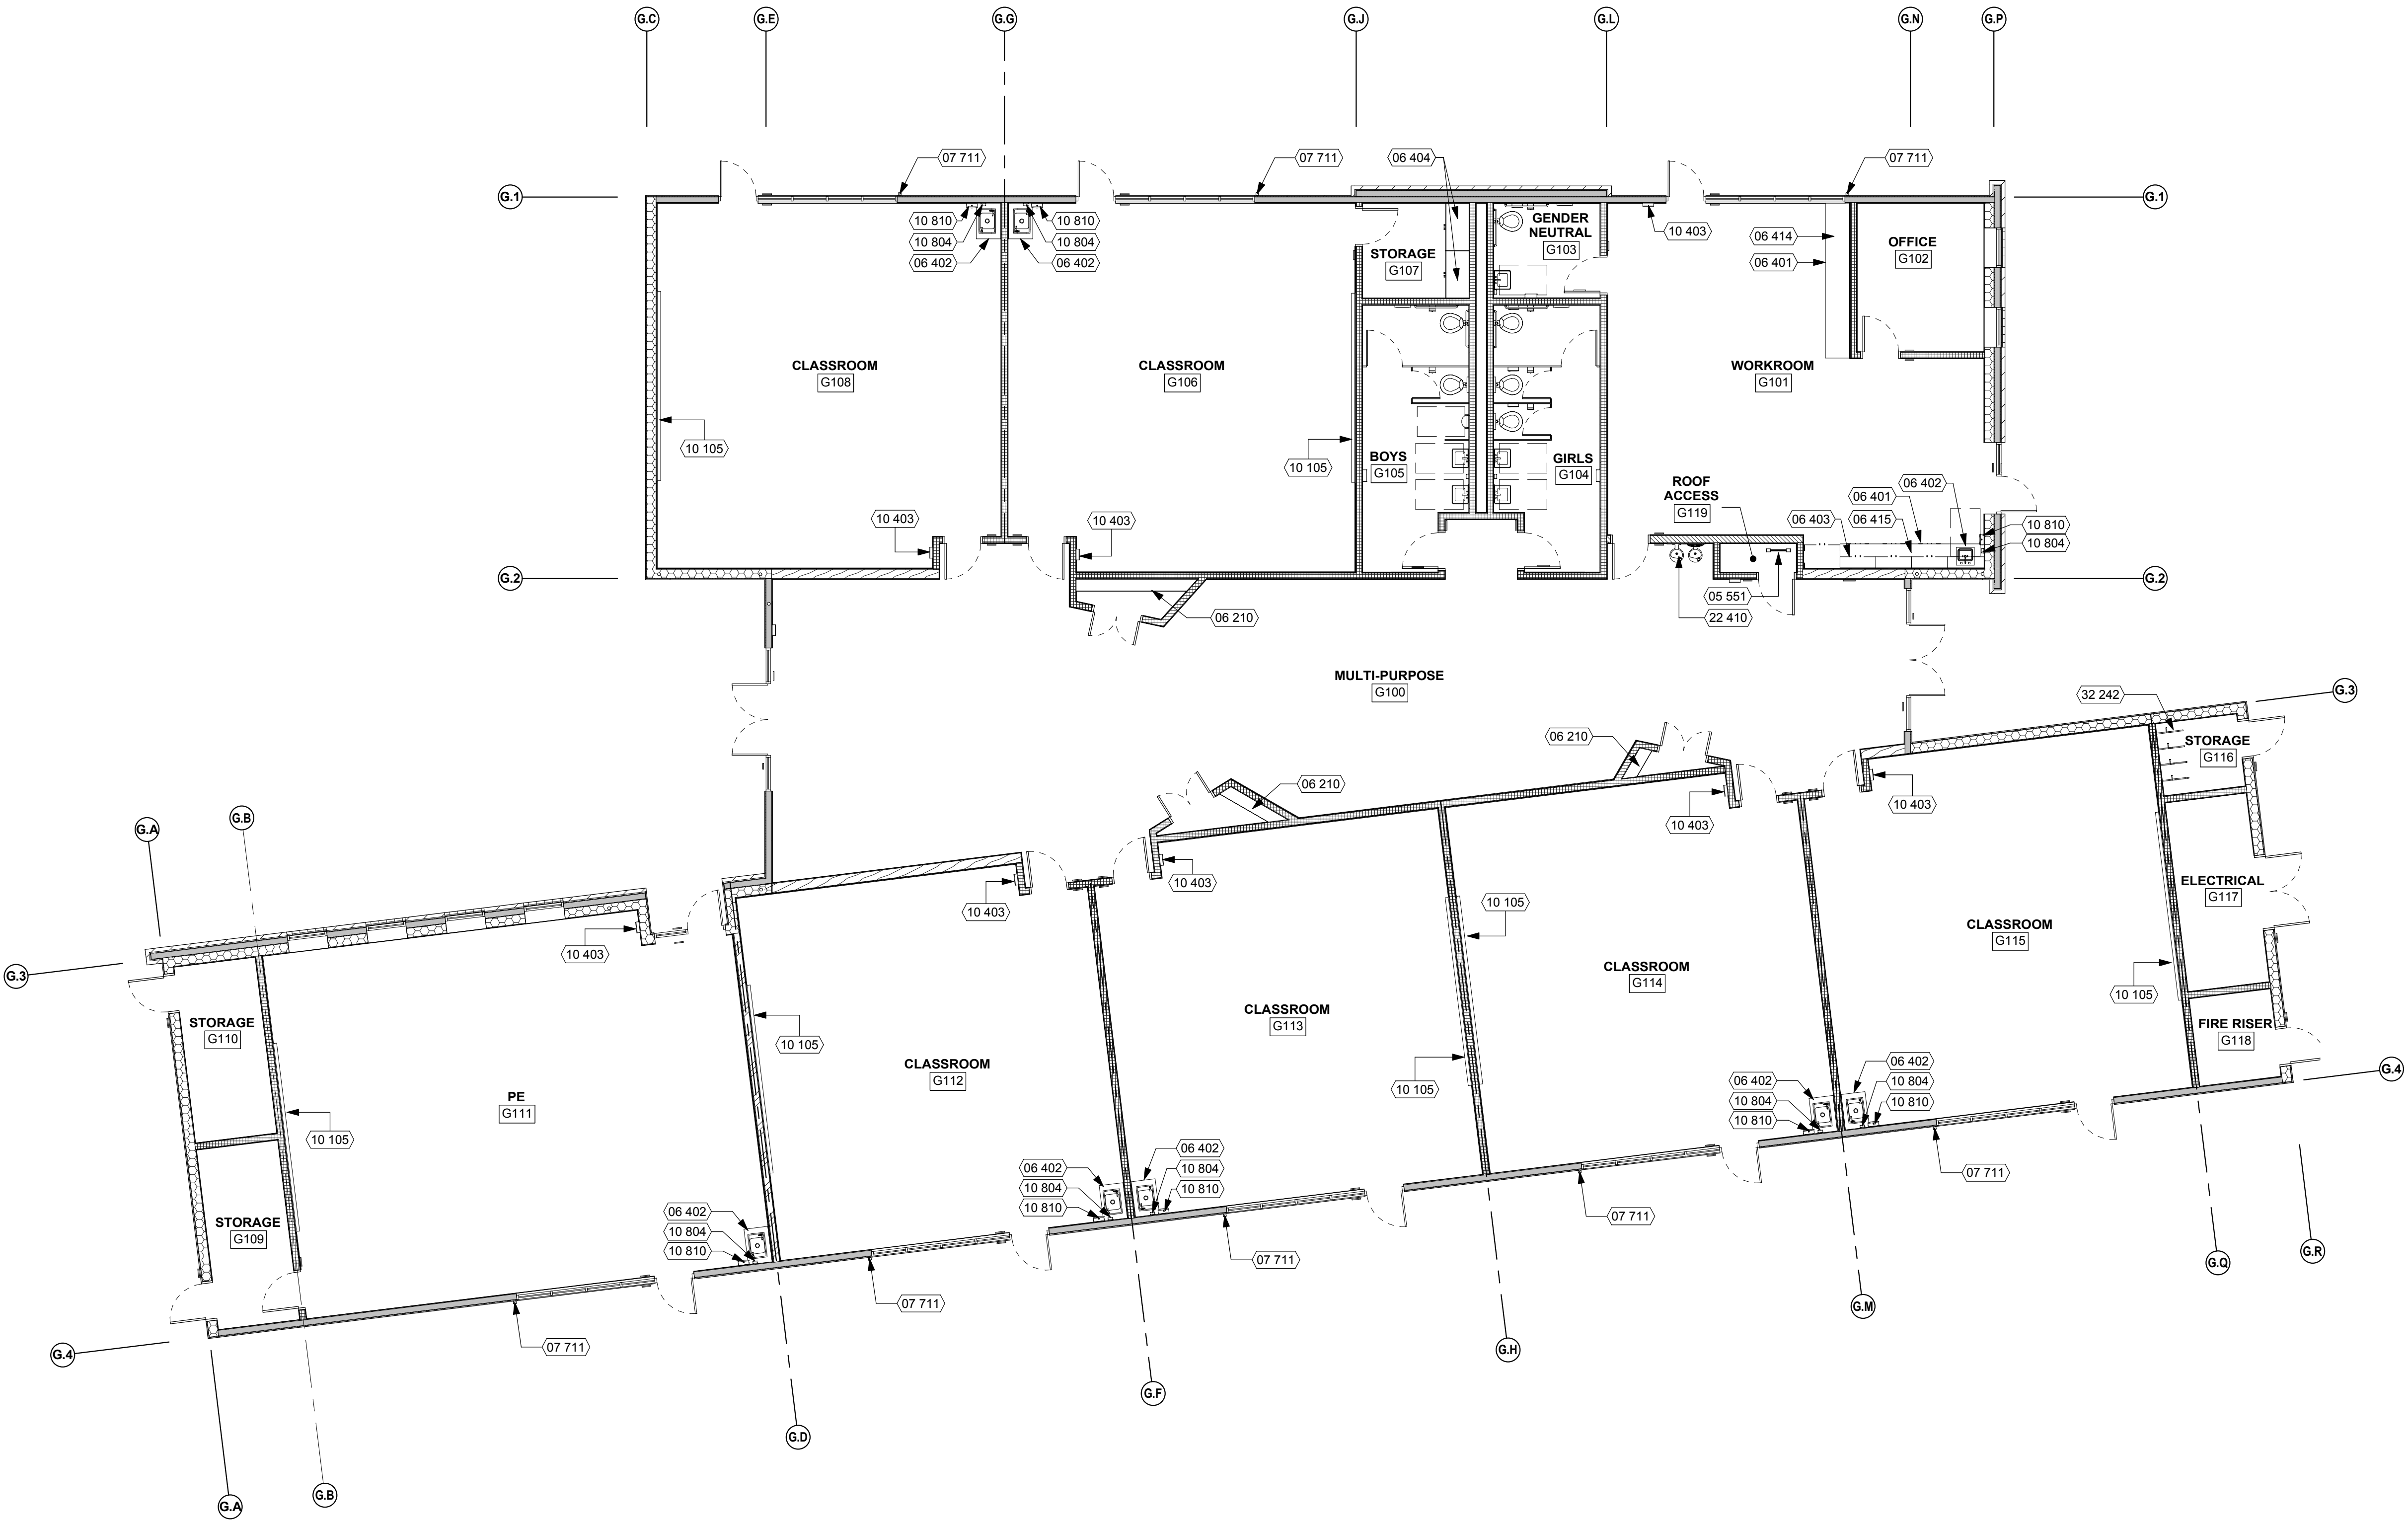 G.C
G.E
G.G
G.J
G.L
G.N
G.P
07 711
07 711
06 404
07 711
G.1
G.1
10 810
10 804
06 402
10 810
10 804
06 402
STORAGE
G107
GENDER
NEUTRAL
G103
10 403
06 414
06 401
OFFICE
G102
CLASSROOM
G108
CLASSROOM
G106
WORKROOM
G101
10 105
10 105
BOYS
G105
GIRLS
G104
ROOF
ACCESS
G119
06 402
06 401
06 403
06 415
10 810
10 804
10 403
10 403
G.2
G.2
05 551
22 410
06 210
MULTI-PURPOSE
G100
32 242
G.3
06 210
STORAGE
G116
06 210
10 403
10 403
G.A
G.B
10 403
10 403
ELECTRICAL
G117
10 105
CLASSROOM
G115
10 403
G.3
CLASSROOM
G114
10 105
STORAGE
G110
CLASSROOM
G113
FIRE RISER
G118
10 105
CLASSROOM
G112
PE
G111
10 105
10 105
06 402
10 804
10 810
06 402
10 804
10 810
G.4
06 402
10 804
10 810
06 402
10 804
10 810
07 711
STORAGE
G109
06 402
10 804
10 810
07 711
07 711
07 711
07 711
G.4
G.R
G.Q
G.M
G.H
G.F
G.D
G.B
G.A